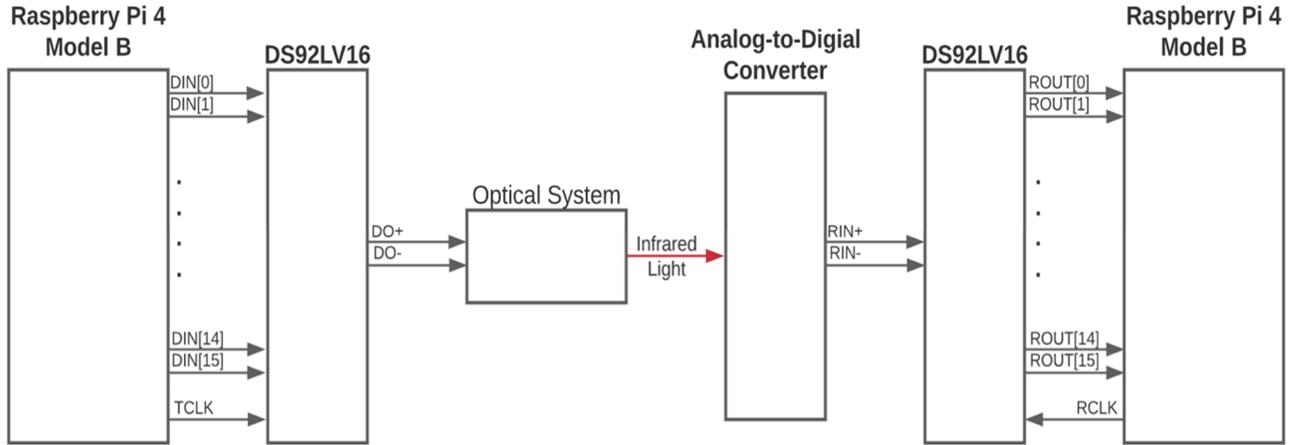 Raspberry Pi 4
Model B
DS92LV16
DIN[0]
DIN[1]
DIN[14]
DIN[15]
TCLK
DO+
DO-
Optical System
Infrared
Light
Analog-to-Digial
Converter
RIN+
RIN-
DS92LV16
ROUT[0]
ROUT[1]
ROUT[14]
ROUT[15]
RCLK
Raspberry Pi 4
Model B